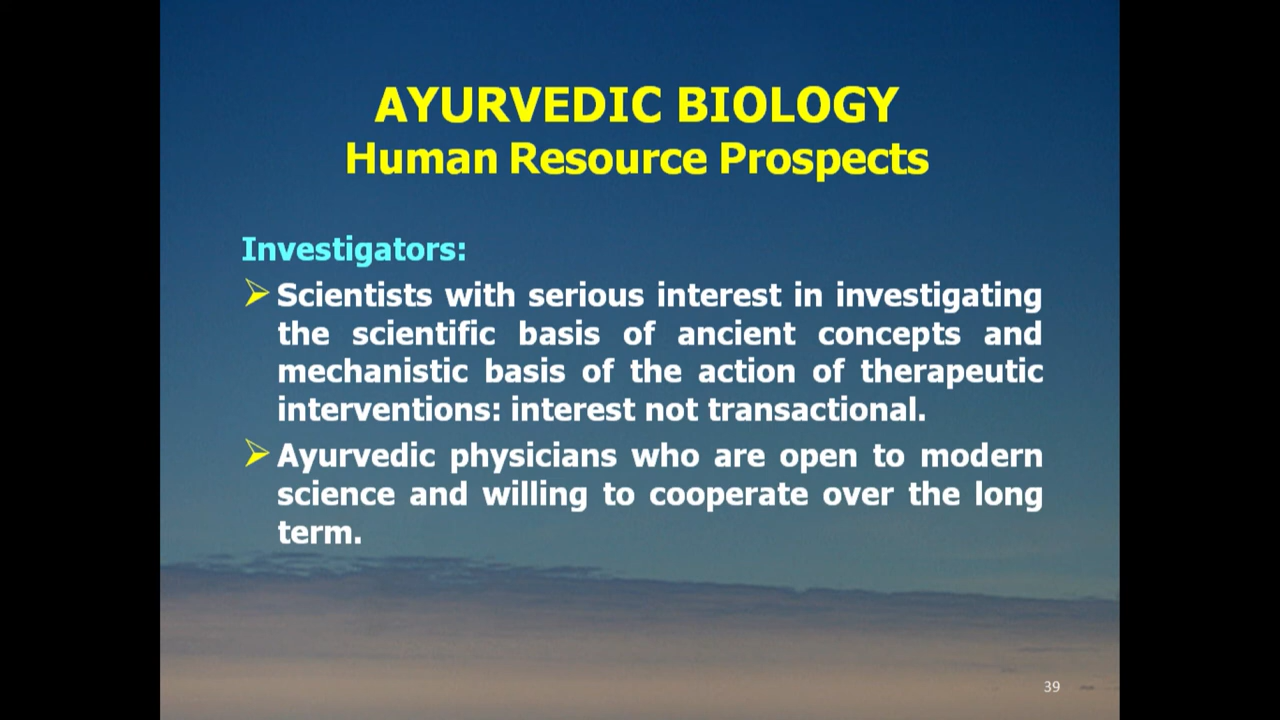 AYURVEDIC BIOLOGY
Human Resource Prospects
Investigators:
Scientists with serious interest in investigating
the scientific basis of ancient concepts and
mechanistic basis of the action of therapeutic
interventions: interest not transactional.
Ayurvedic physicians who are open to modern
science and willing to cooperate over the long
term.
39